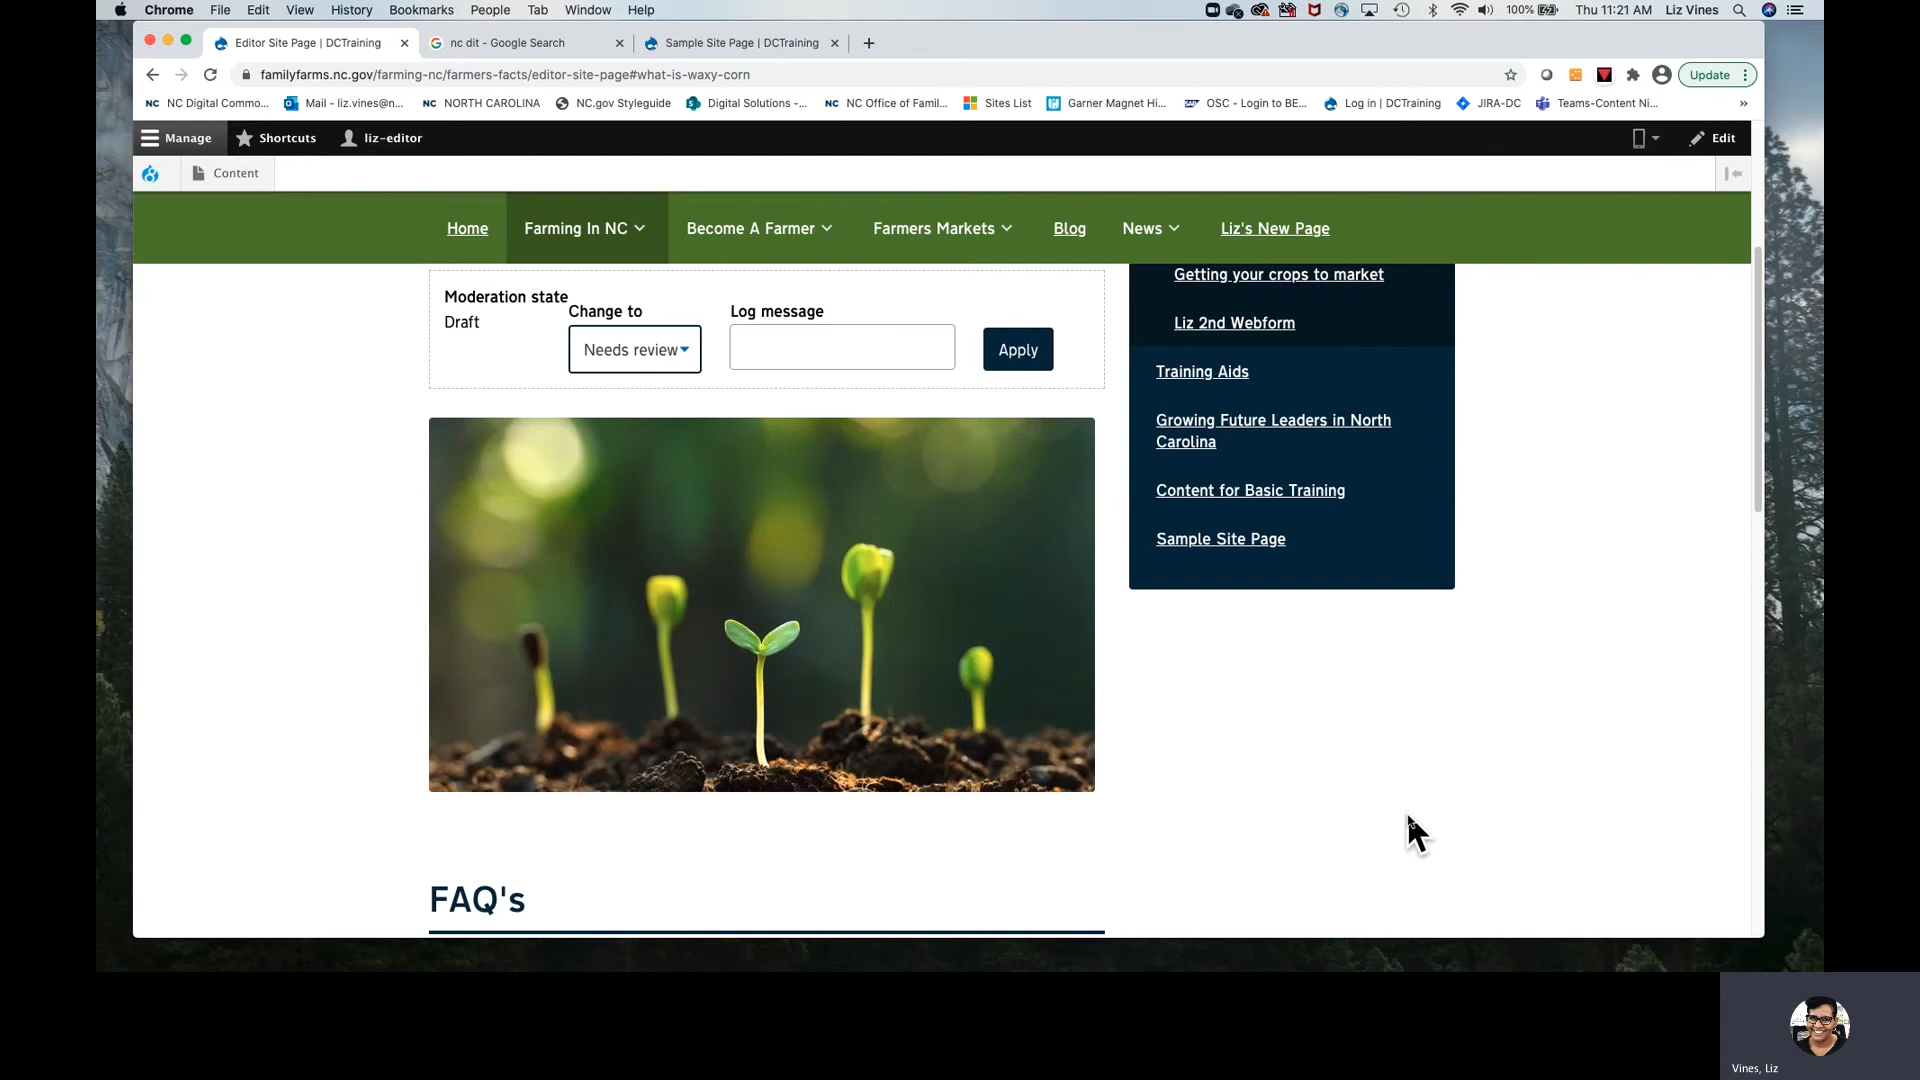 Chrome File Edit View History Bookmarks People Tab Window Help 100% Thu 11:21 AM Liz Vines
Editor Site Page | DCTraining nc dit - Google Search Sample Site Page | DCTraining
familyfarms.nc.gov/farming-nc/farmers-facts/editor-site-page#what-is-waxy-corn Update
NC Digital Commo... Mail - liz.vines@n... NORTH CAROLINA NC.gov Styleguide Digital Solutions -... NC Office of Famil... Sites List Garner Magnet Hi... OSC - Login to BE... Log in | DCTraining JIRA-DC Teams-Content Ni... »
Manage Shortcuts liz-editor Edit
Content
Home Farming In NC Become A Farmer Farmers Markets Blog News Liz's New Page
Getting your crops to market
Moderation state
Draft
Change to
Needs review
Log message
Apply
Liz 2nd Webform
Training Aids
Growing Future Leaders in North
Carolina
Content for Basic Training
Sample Site Page
FAQ's
Vines, Liz